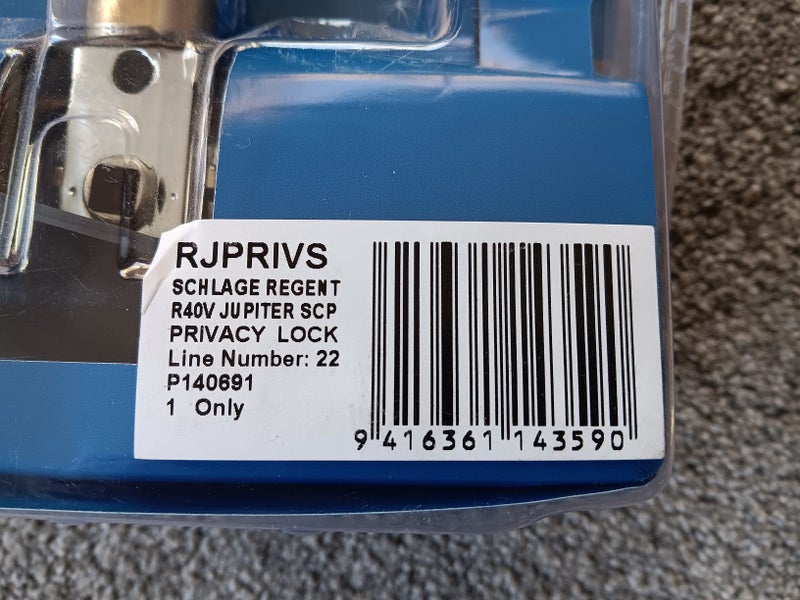 RJPRIVS
SCHLAGE REGENT
R40V JUPITER SCP
PRIVACY LOCK
Line Number: 22
P140691
1 Only
9 416361 143590